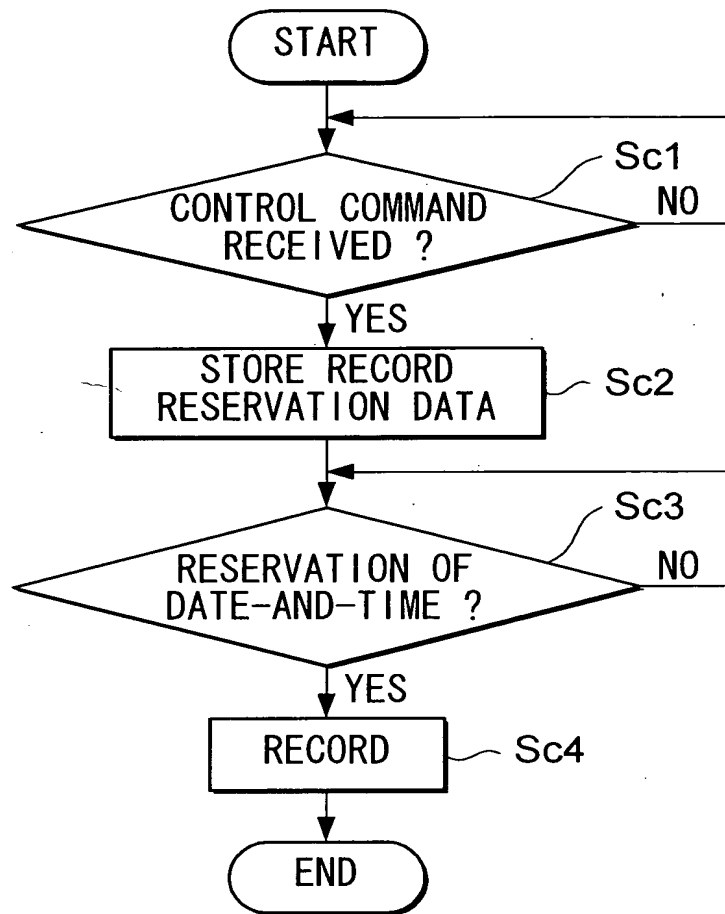 START
Sc1
CONTROL COMMAND
RECEIVED ?
NO
YES
STORE RECORD
RESERVATION DATA
Sc2
Sc3
RESERVATION OF
DATE-AND-TIME ?
NO
YES
RECORD
Sc4
END